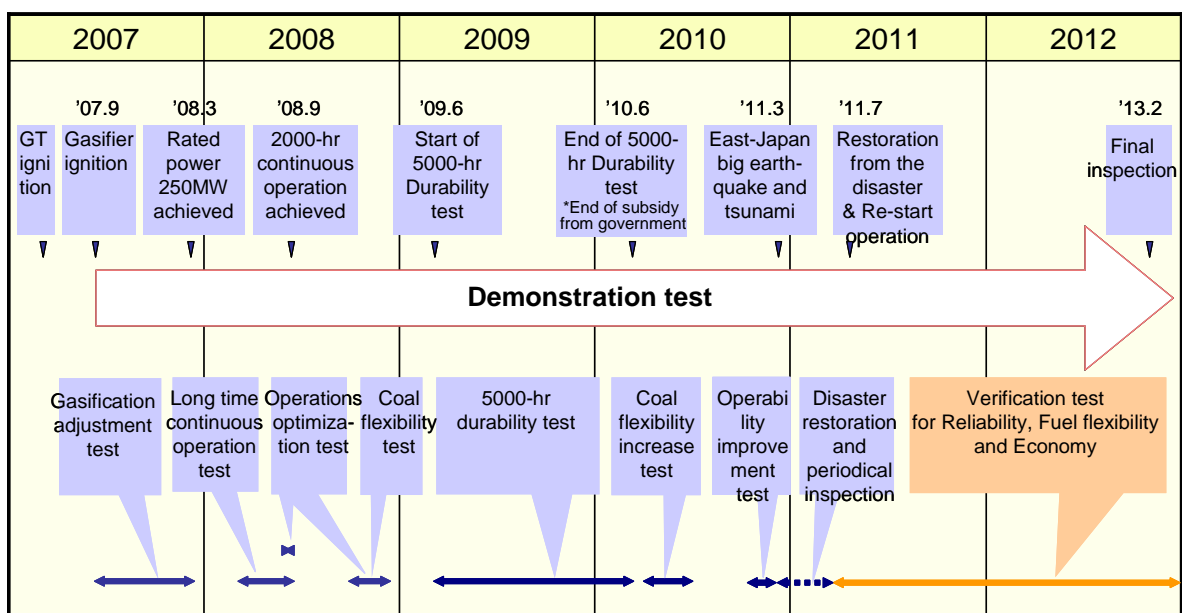 2007 2008 2009 2010 2011 2012
’07.9 ’08.3 ’08.9 ’09.6 ’10.6 ’11.3 ’11.7 ’13.2
GT
igni
tion
Gasifier
ignition
Rated
power
250MW
achieved
2000-hr
continuous
operation
achieved
Start of
5000-hr
Durability
test
End of 5000-
hr Durability
test
*End of subsidy
from government
East-Japan
big earth-
quake and
tsunami
Restoration
from the
disaster
& Re-start
operation
Final
inspection
Demonstration test
Gasification
adjustment
test
Long time
continuous
operation
test
Operations
optimiza-
tion test
Coal
flexibility
test
5000-hr
durability test
Coal
flexibility
increase
test
Operabi
lity
improve
ment
test
Disaster
restoration
and
periodical
inspection
Verification test
for Reliability, Fuel flexibility
and Economy